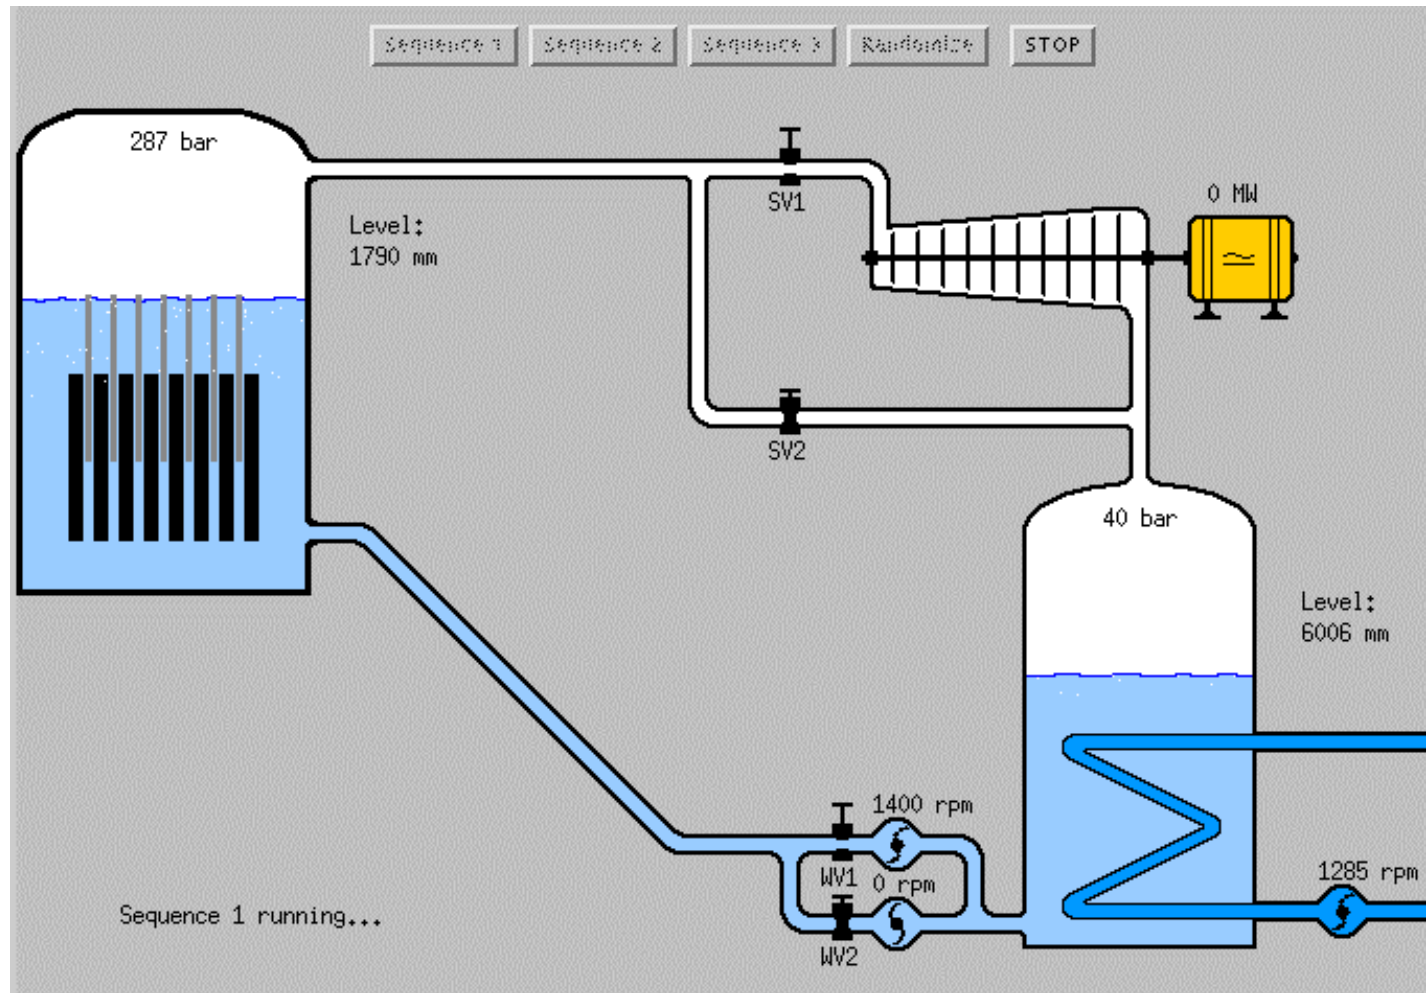 Sequence 1 Sequence 2 Sequence 3 Randomize STOP
287 bar
SV1
0 MW
Level:
1790 mm
SV2
40 bar
Level:
6006 mm
1400 rpm
WV1
0 rpm
1285 rpm
Sequence 1 running...
WV2